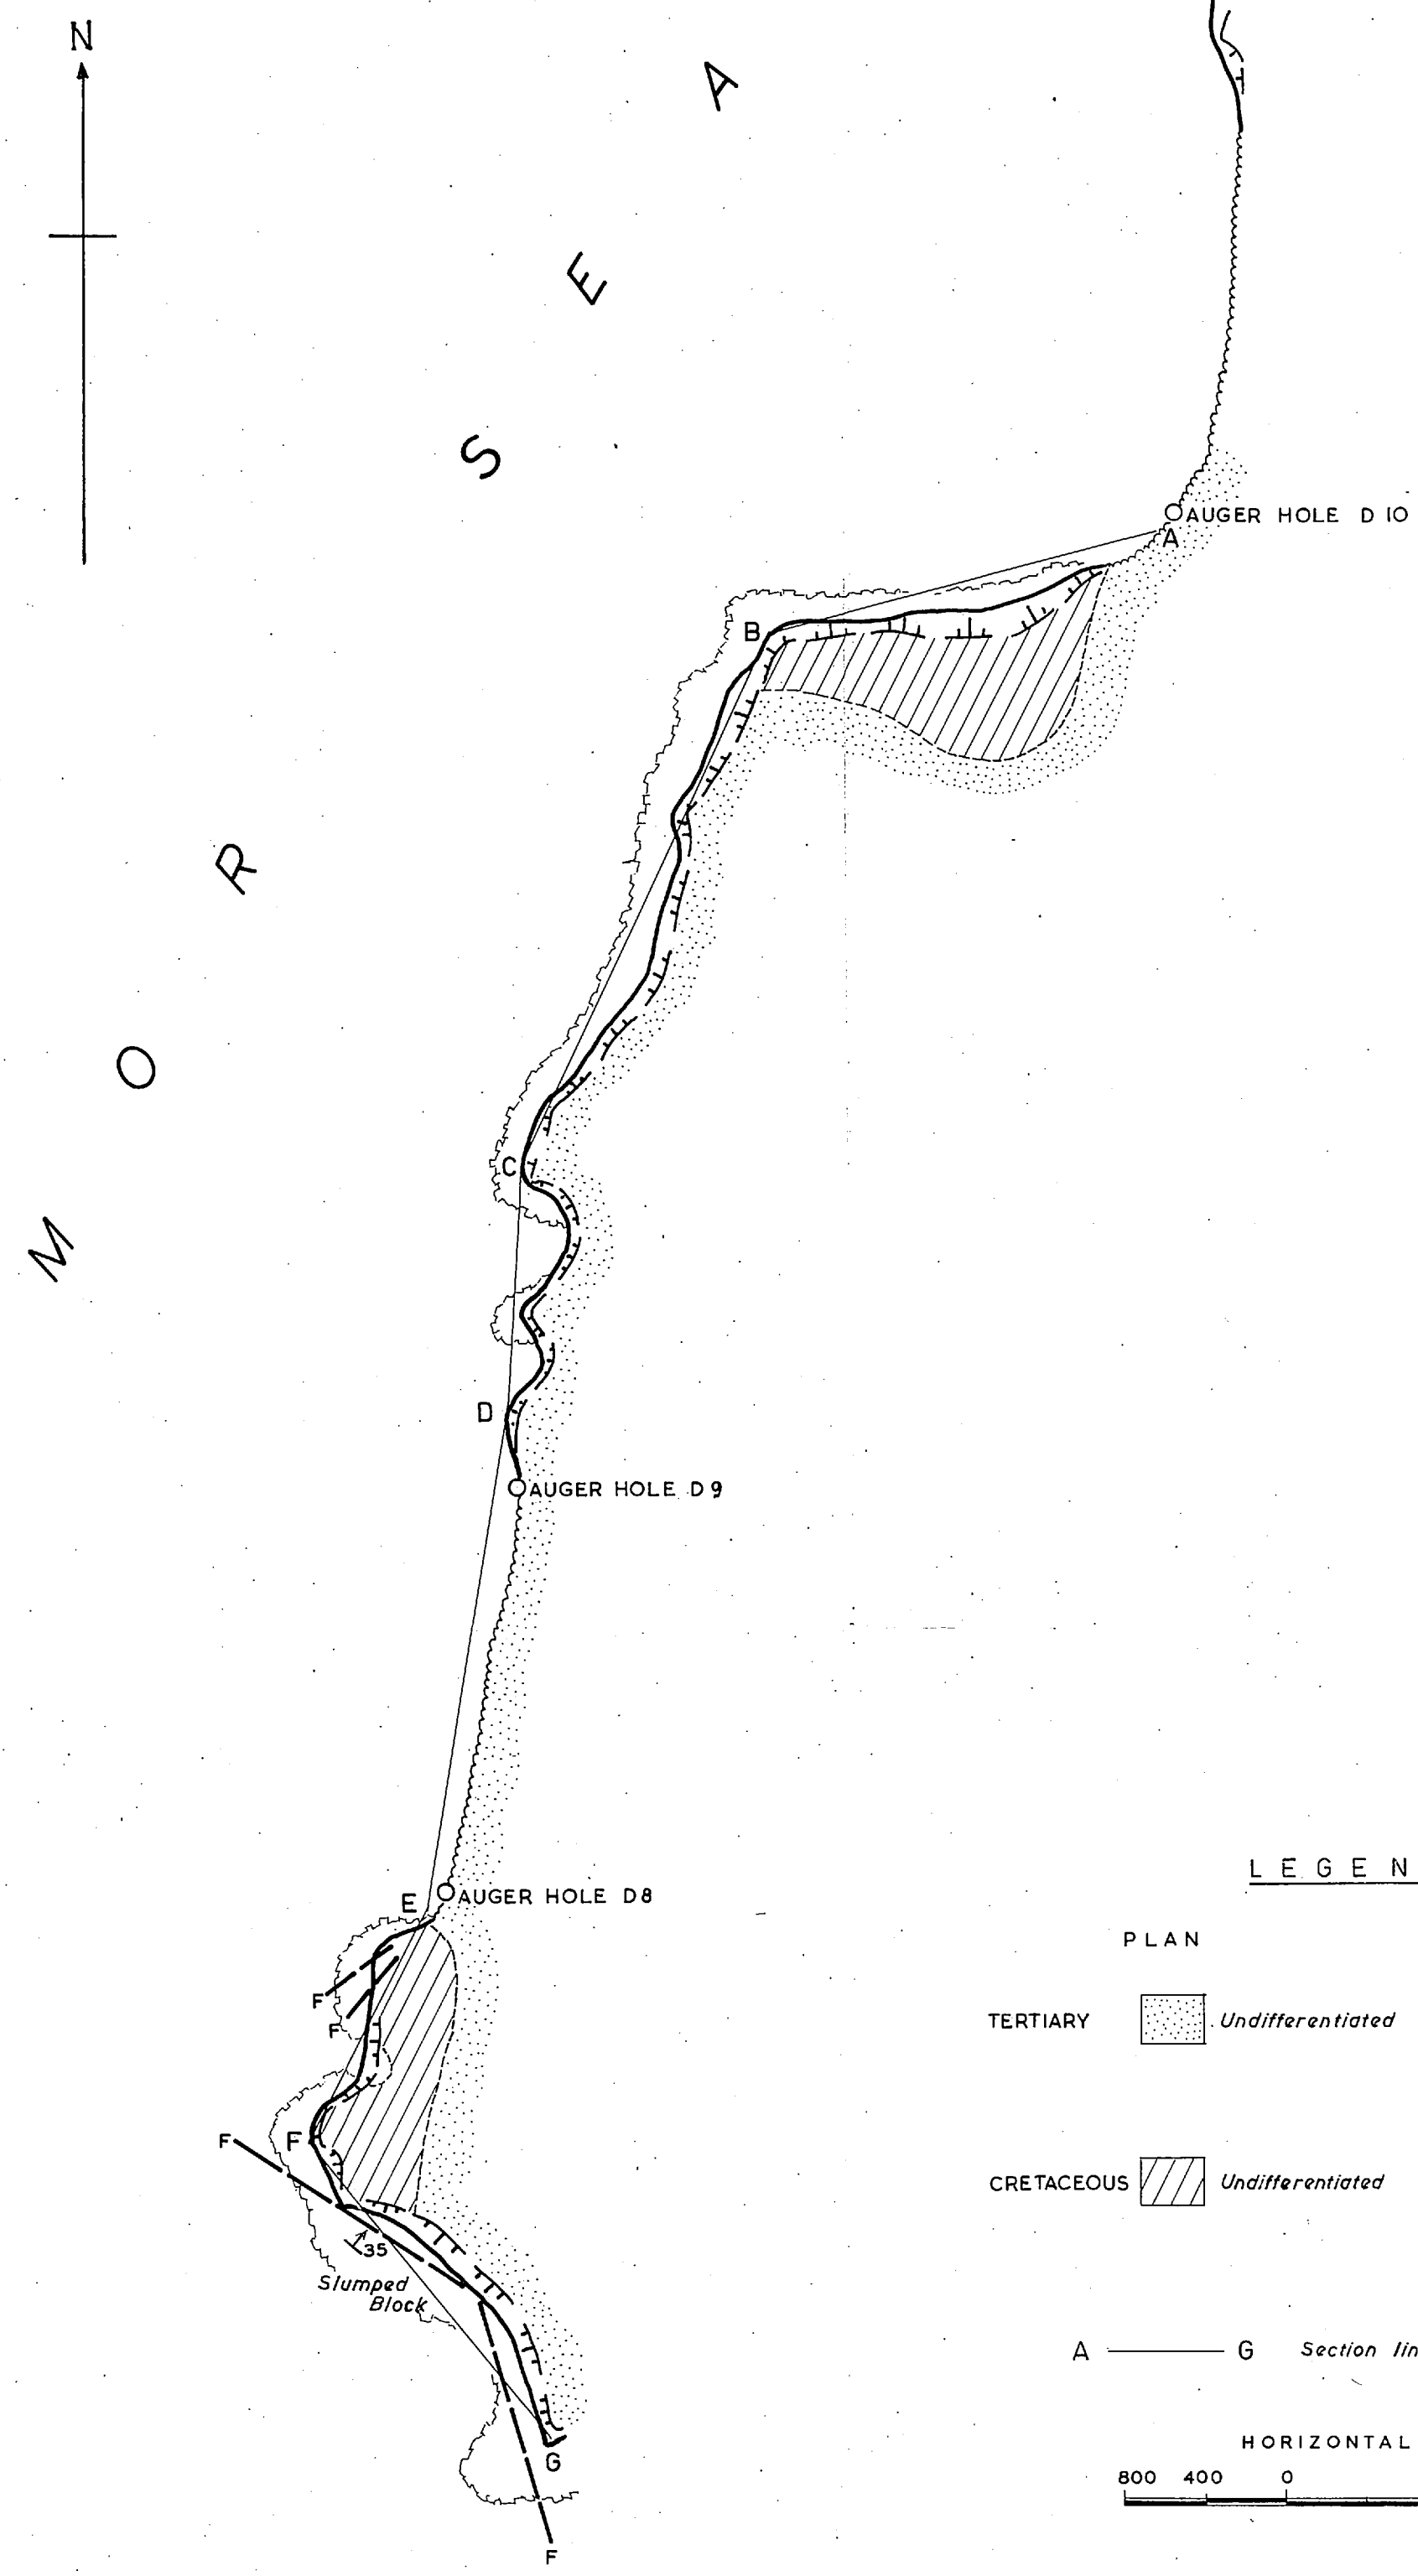 N
A
E
S
R
O
M
AUGER HOLE D 10
A
B
C
D
AUGER HOLE D 9
E
AUGER HOLE D 8
F
F
F
F
35
Slumped
Block
G
F
LEGEN
PLAN
TERTIARY Undifferentiated
CRETACEOUS Undifferentiated
A G Section lin
HORIZONTAL
800 400 0